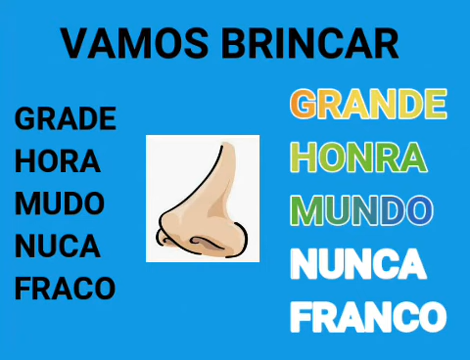 VAMOS BRINCAR
GRADE
HORA
MUDO
NUCA
FRACO
GRANDE
HONRA
MUNDO
NUNCA
FRANCO